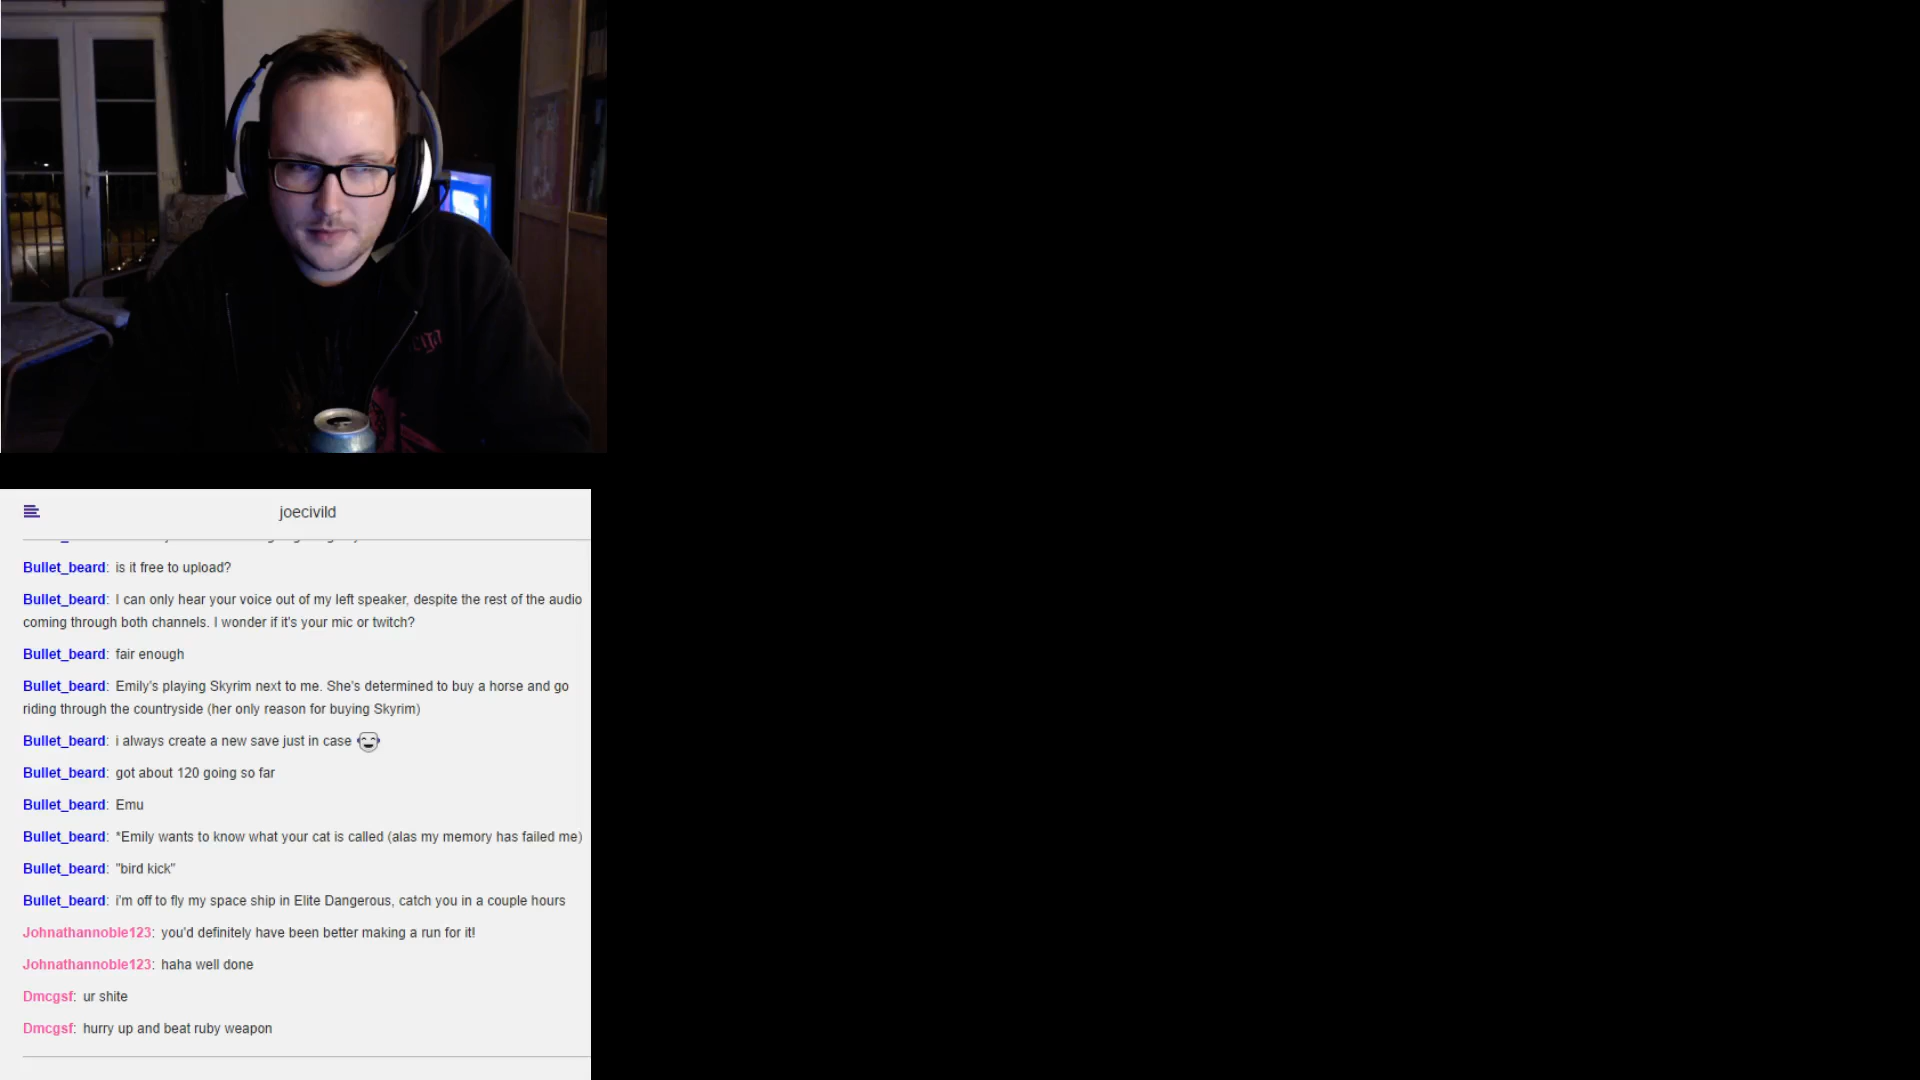 joecivild
Bullet_beard: is it free to upload?
Bullet_beard: I can only hear your voice out of my left speaker, despite the rest of the audio
coming through both channels. I wonder if it's your mic or twitch?
Bullet_beard: fair enough
Bullet_beard: Emily's playing Skyrim next to me. She's determined to buy a horse and go
riding through the countryside (her only reason for buying Skyrim)
Bullet_beard: i always create a new save just in case
Bullet_beard: got about 120 going so far
Bullet_beard: Emu
Bullet_beard: *Emily wants to know what your cat is called (alas my memory has failed me)
Bullet_beard: "bird kick"
Bullet_beard: i'm off to fly my space ship in Elite Dangerous, catch you in a couple hours
Johnathannoble123: you'd definitely have been better making a run for it!
Johnathannoble123: haha well done
Dmcgsf: ur shite
Dmcgsf: hurry up and beat ruby weapon